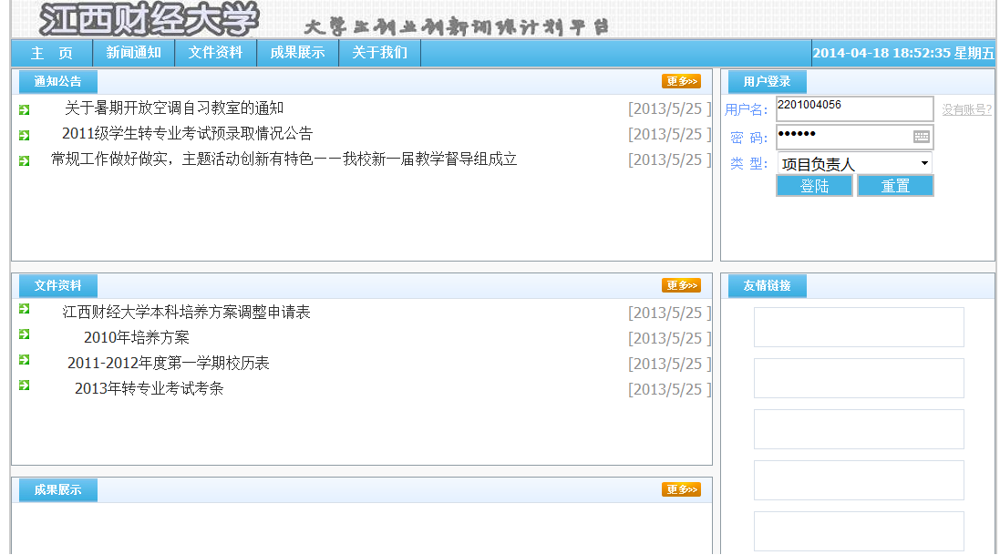 江西财经大学 大学生创业创新训练计划平台
主 页 新闻通知 文件资料 成果展示 关于我们 2014-04-18 18:52:35 星期五
通知公告 更多>>
关于暑期开放空调自习教室的通知 [2013/5/25 ]
2011级学生转专业考试预录取情况公告 [2013/5/25 ]
常规工作做好做实，主题活动创新有特色——我校新一届教学督导组成立 [2013/5/25 ]
用户登录
用户名: 2201004056 没有账号?
密 码: ••••••
类 型: 项目负责人
登陆 重置
文件资料 更多>>
江西财经大学本科培养方案调整申请表 [2013/5/25 ]
2010年培养方案 [2013/5/25 ]
2011-2012年度第一学期校历表 [2013/5/25 ]
2013年转专业考试考条 [2013/5/25 ]
友情链接
成果展示 更多>>